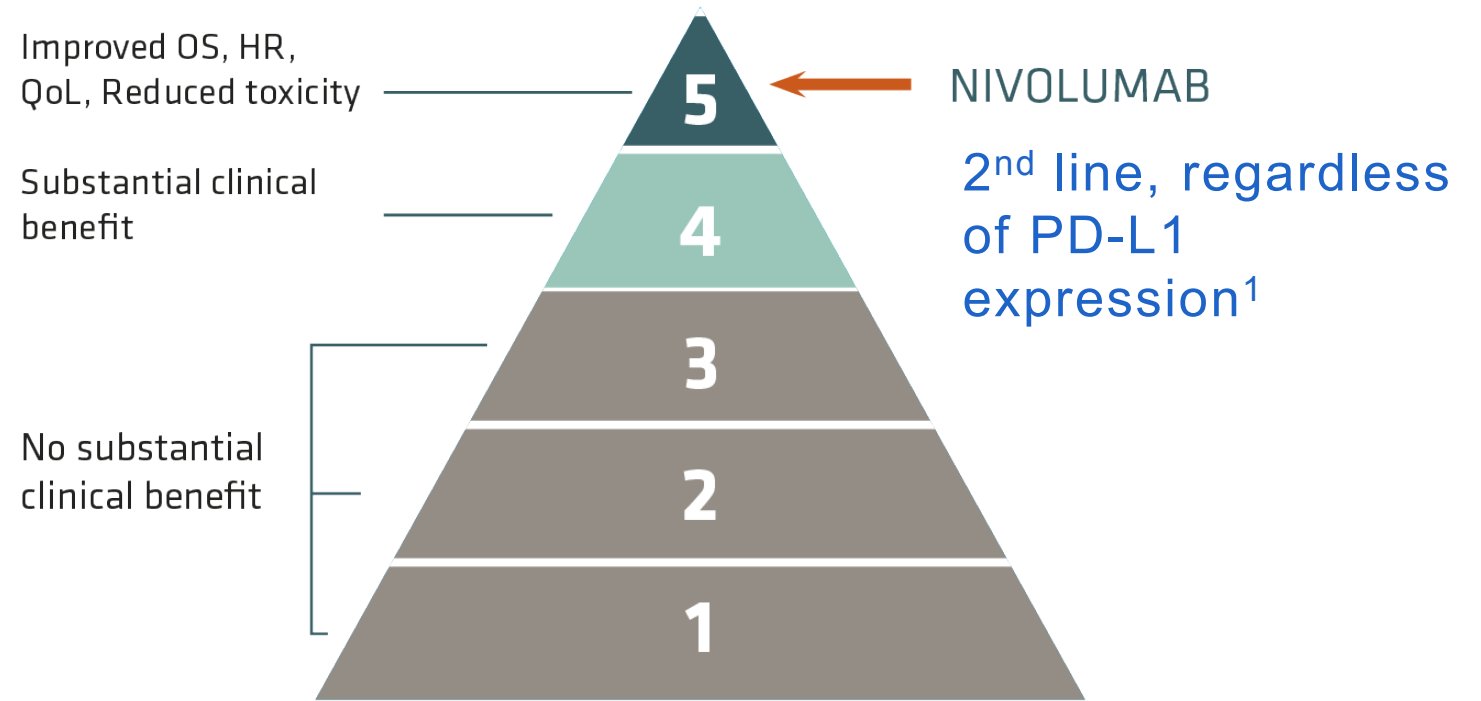 Improved OS, HR,
QoL, Reduced toxicity
5
NIVOLUMAB
2nd line, regardless
of PD-L1
expression1
Substantial clinical
benefit
4
3
No substantial
clinical benefit
2
1